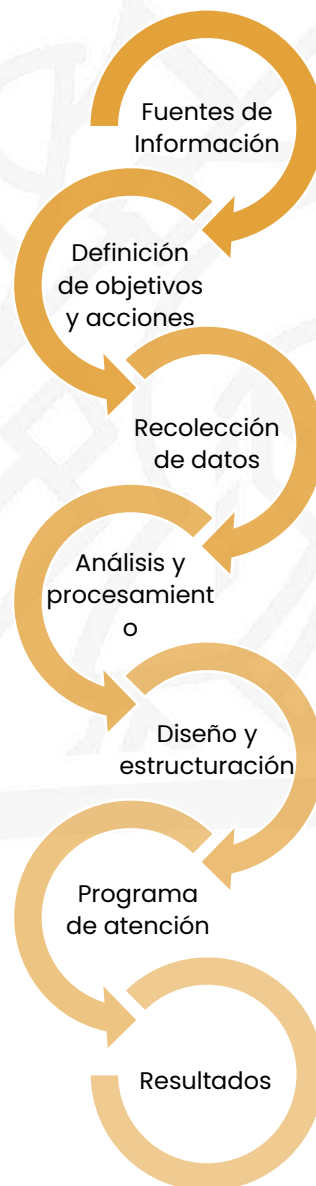 Fuentes de
Información
Definición
de objetivos
y acciones
Recolección
de datos
Análisis y
procesamient
o
Diseño y
estructuración
Programa
de atención
Resultados